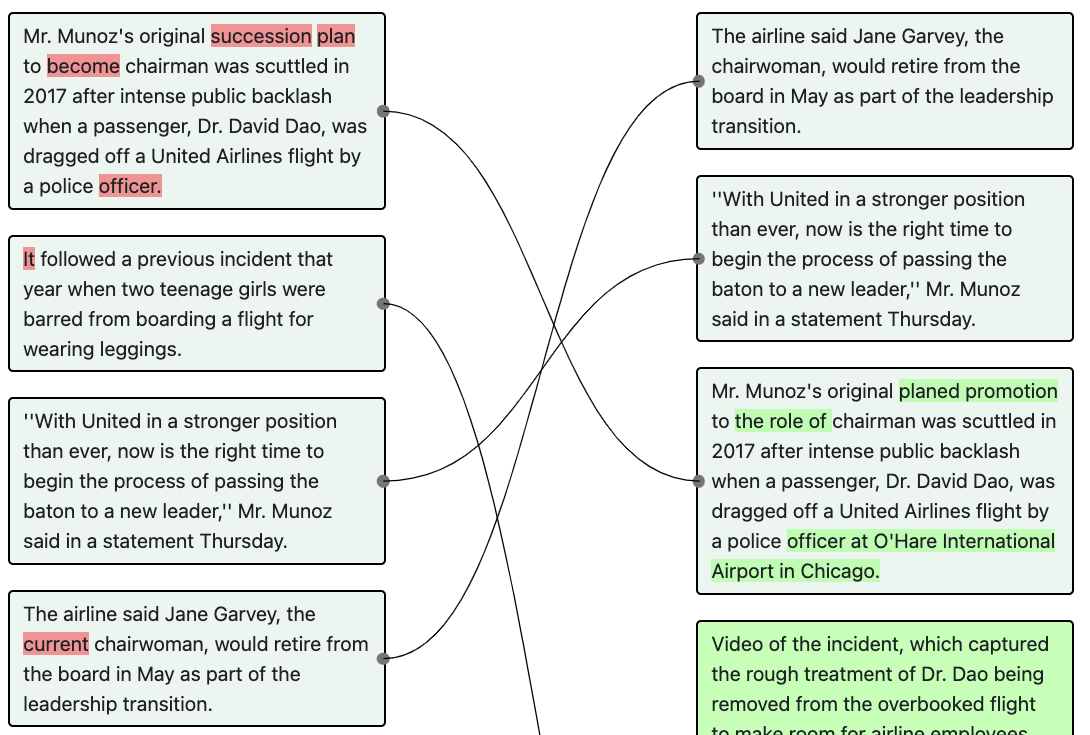 Mr. Munoz's original succession plan
to become chairman was scuttled in
2017 after intense public backlash
when a passenger, Dr. David Dao, was
dragged off a United Airlines flight by
a police officer.
It followed a previous incident that
year when two teenage girls were
barred from boarding a flight for
wearing leggings.
''With United in a stronger position
than ever, now is the right time to
begin the process of passing the
baton to a new leader,'' Mr. Munoz
said in a statement Thursday.
The airline said Jane Garvey, the
current chairwoman, would retire from
the board in May as part of the
leadership transition.
The airline said Jane Garvey, the
chairwoman, would retire from the
board in May as part of the leadership
transition.
''With United in a stronger position
than ever, now is the right time to
begin the process of passing the
baton to a new leader,'' Mr. Munoz
said in a statement Thursday.
Mr. Munoz's original planed promotion
to the role of chairman was scuttled in
2017 after intense public backlash
when a passenger, Dr. David Dao, was
dragged off a United Airlines flight by
a police officer at O'Hare International
Airport in Chicago.
Video of the incident, which captured
the rough treatment of Dr. Dao being
removed from the overbooked flight
to make room for airline employees